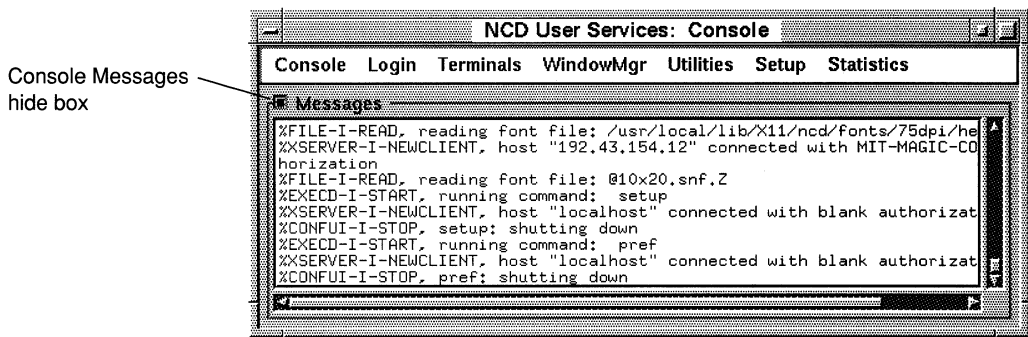 NCD User Services: Console
Console Login Terminals WindowMgr Utilities Setup Statistics
Console Messages
hide box
Messages
%FILE-I-READ, reading font file: /usr/local/lib/X11/ncd/fonts/75dpi/he
%XSERVER-I-NEWCLIENT, host "192.43.154.12" connected with MIT-MAGIC-CO
horization
%FILE-I-READ, reading font file: @10x20.snf.Z
%EXECD-I-START, running command: setup
%XSERVER-I-NEWCLIENT, host "localhost" connected with blank authorizat
%CONFUI-I-STOP, setup: shutting down
%EXECD-I-START, running command: pref
%XSERVER-I-NEWCLIENT, host "localhost" connected with blank authorizat
%CONFUI-I-STOP, pref: shutting down